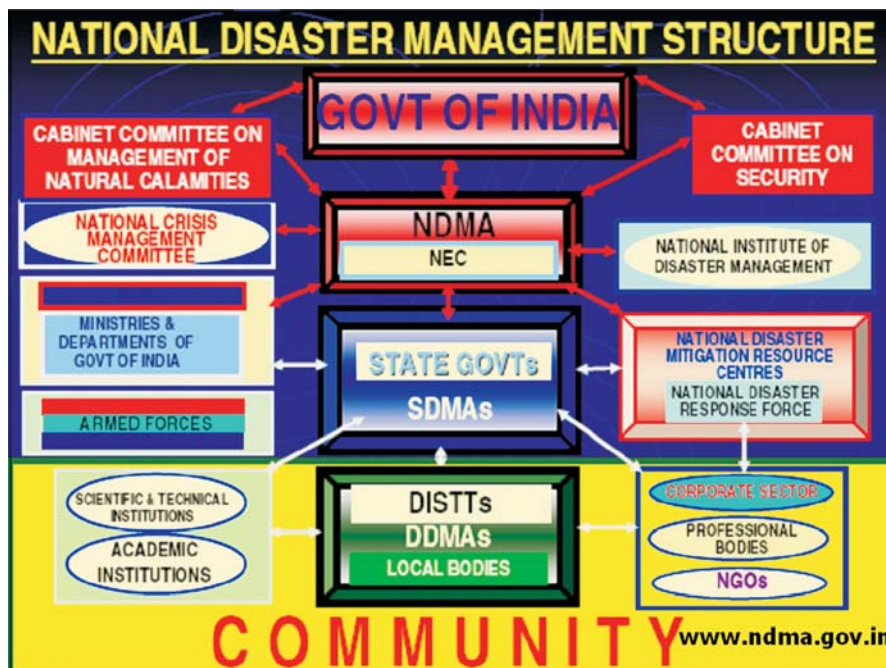 NATIONAL DISASTER MANAGEMENT STRUCTURE
GOVT OF INDIA
CABINET COMMITTEE ON
MANAGEMENT OF
NATURAL CALAMITIES
CABINET
COMMITTEE ON
SECURITY
NATIONAL CRISIS
MANAGEMENT
COMMITTEE
NDMA
NEC
NATIONAL INSTITUTE OF
DISASTER MANAGEMENT
MINISTRIES &
DEPARTMENTS OF
GOVT OF INDIA
STATE GOVTs
SDMAs
NATIONAL DISASTER
MITIGATION RESOURCE
CENTRES
NATIONAL DISASTER
RESPONSE FORCE
ARMED FORCES
SCIENTIFIC & TECHNICAL
INSTITUTIONS
ACADEMIC
INSTITUTIONS
DISTTs
DDMAs
LOCAL BODIES
CORPORATE SECTOR
PROFESSIONAL
BODIES
NGOs
COMMUNITY
www.ndma.gov.in